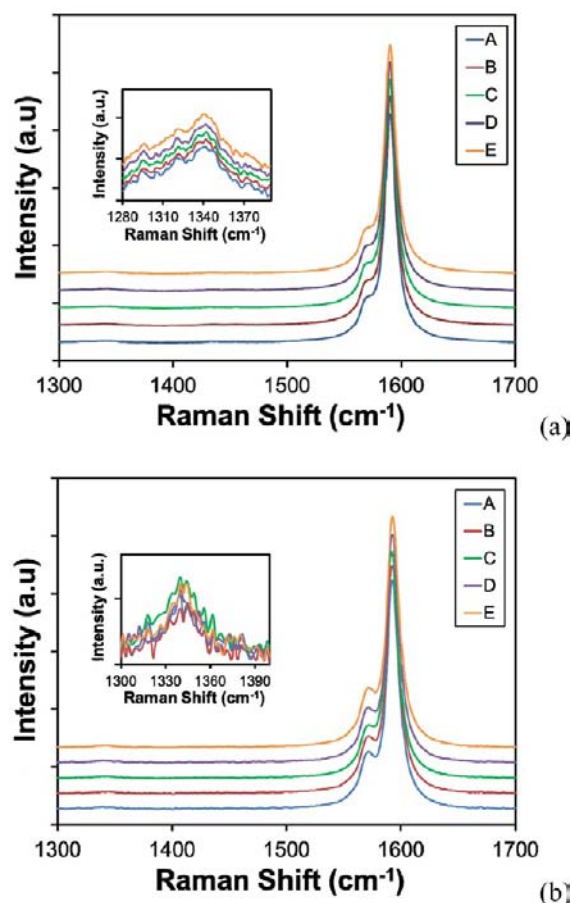 A
B
C
D
E
Intensity (a.u.)
1280 1310 1340 1370
Raman Shift (cm-1)
Intensity (a.u)
1300 1400 1500 1600 1700
Raman Shift (cm-1)
(a)
A
B
C
D
E
Intensity (a.u.)
1300 1330 1360 1390
Raman Shift (cm-1)
Intensity (a.u)
1300 1400 1500 1600 1700
Raman Shift (cm-1)
(b)